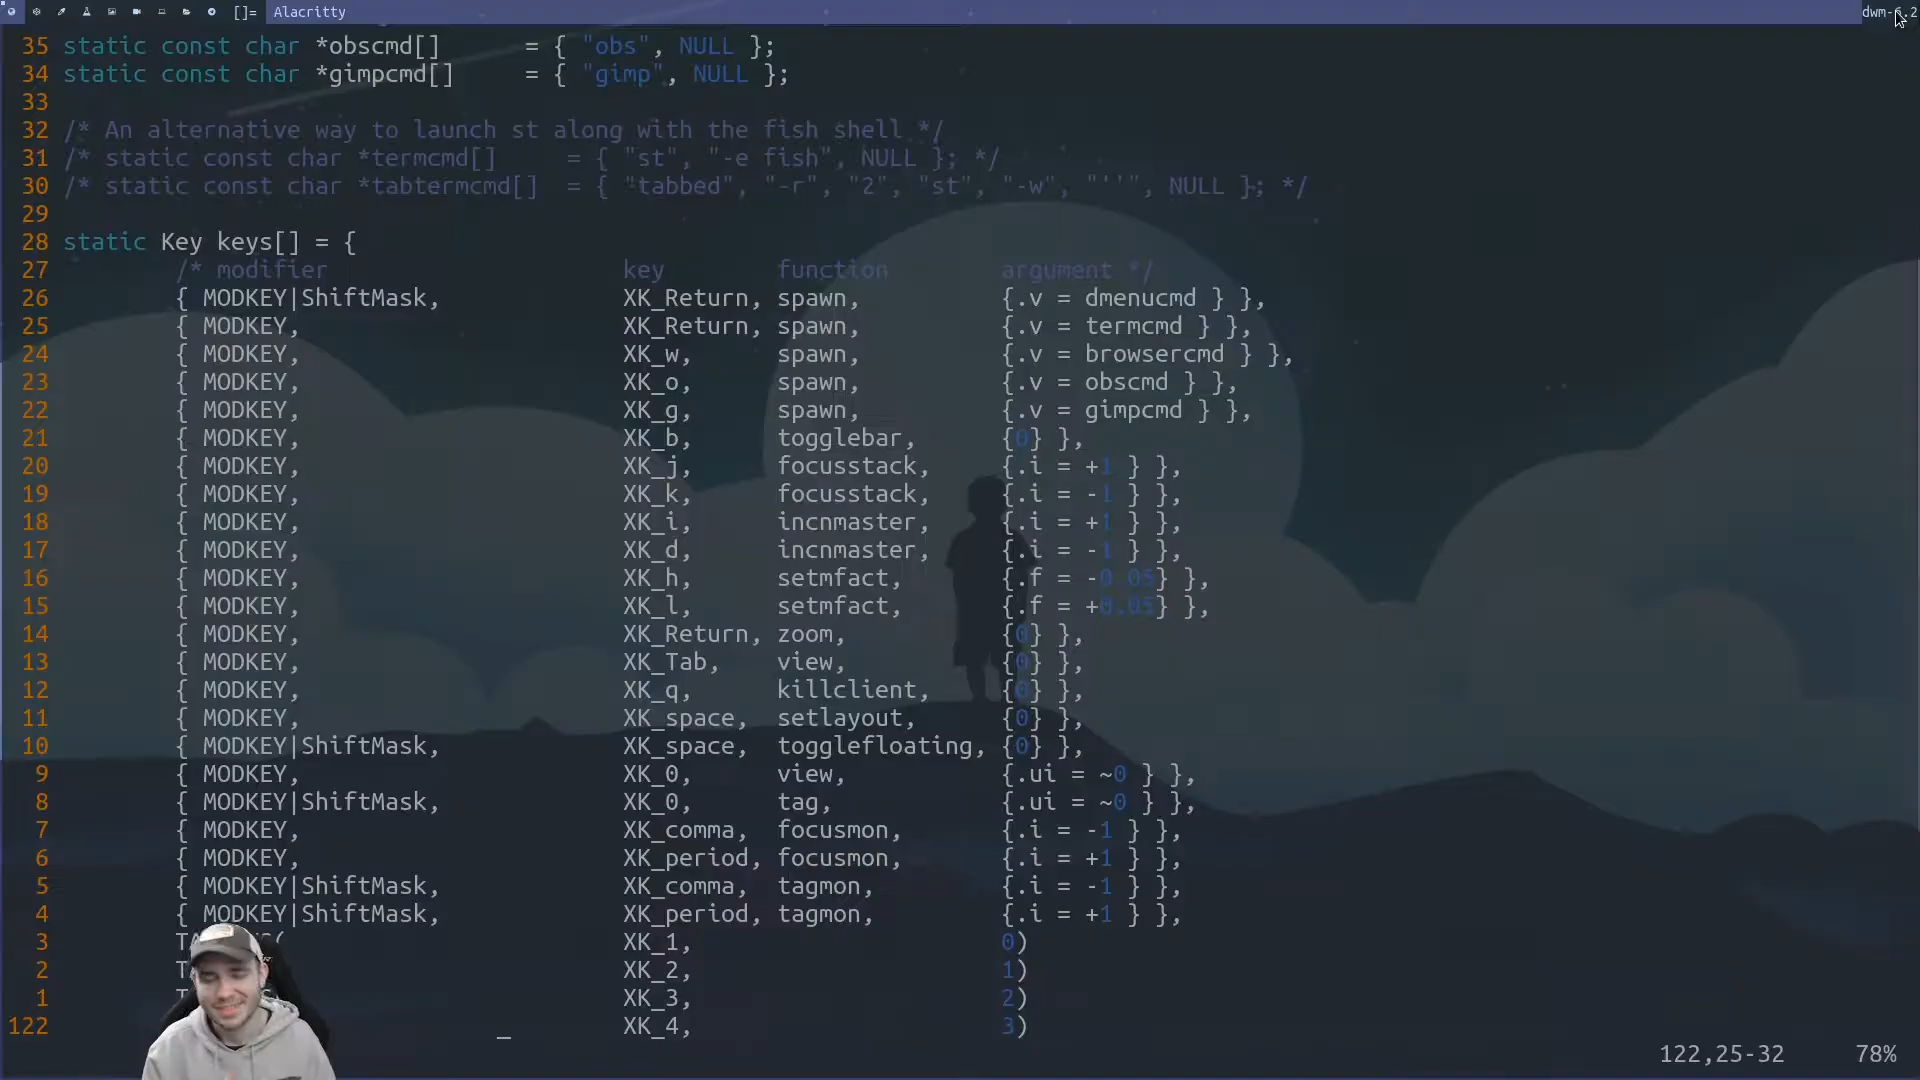 []= Alacritty dwm-6.2
35 static const char *obscmd[] = { "obs", NULL };
34 static const char *gimpcmd[] = { "gimp", NULL };
33
32 /* An alternative way to launch st along with the fish shell */
31 /* static const char *termcmd[] = { "st", "-e fish", NULL }; */
30 /* static const char *tabtermcmd[] = { "tabbed", "-r", "2", "st", "-w", "''", NULL }; */
29
28 static Key keys[] = {
27 /* modifier key function argument */
26 { MODKEY|ShiftMask, XK_Return, spawn, {.v = dmenucmd } },
25 { MODKEY, XK_Return, spawn, {.v = termcmd } },
24 { MODKEY, XK_w, spawn, {.v = browsercmd } },
23 { MODKEY, XK_o, spawn, {.v = obscmd } },
22 { MODKEY, XK_g, spawn, {.v = gimpcmd } },
21 { MODKEY, XK_b, togglebar, {0} },
20 { MODKEY, XK_j, focusstack, {.i = +1 } },
19 { MODKEY, XK_k, focusstack, {.i = -1 } },
18 { MODKEY, XK_i, incnmaster, {.i = +1 } },
17 { MODKEY, XK_d, incnmaster, {.i = -1 } },
16 { MODKEY, XK_h, setmfact, {.f = -0.05} },
15 { MODKEY, XK_l, setmfact, {.f = +0.05} },
14 { MODKEY, XK_Return, zoom, {0} },
13 { MODKEY, XK_Tab, view, {0} },
12 { MODKEY, XK_q, killclient, {0} },
11 { MODKEY, XK_space, setlayout, {0} },
10 { MODKEY|ShiftMask, XK_space, togglefloating, {0} },
9 { MODKEY, XK_0, view, {.ui = ~0 } },
8 { MODKEY|ShiftMask, XK_0, tag, {.ui = ~0 } },
7 { MODKEY, XK_comma, focusmon, {.i = -1 } },
6 { MODKEY, XK_period, focusmon, {.i = +1 } },
5 { MODKEY|ShiftMask, XK_comma, tagmon, {.i = -1 } },
4 { MODKEY|ShiftMask, XK_period, tagmon, {.i = +1 } },
3 XK_1, 0)
2 XK_2, 1)
1 XK_3, 2)
122 XK_4, 3)
122,25-32 78%